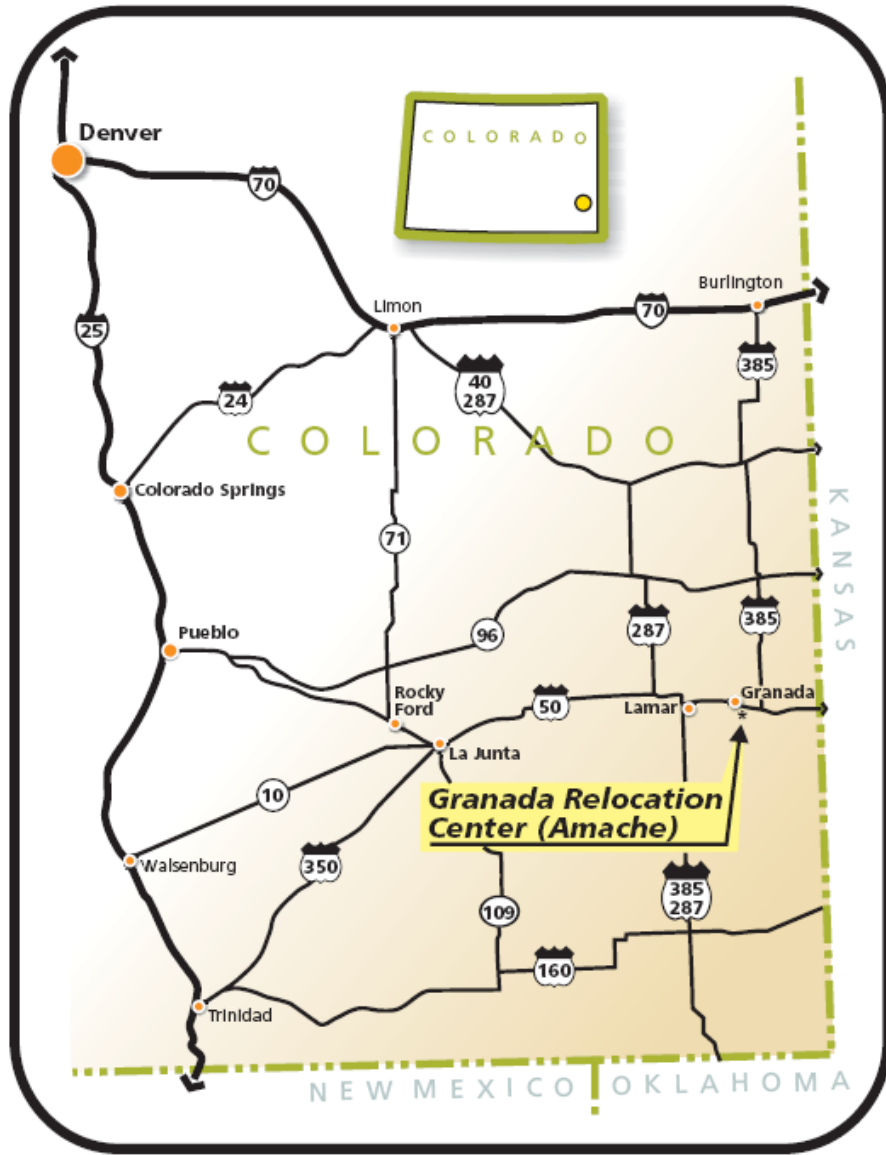 Denver
COLORADO
70
Limon
Burlington
70
25
385
40
287
24
COLORADO
Colorado Springs
KANSAS
71
Pueblo
96
287
385
Rocky
Ford
50
Lamar
Granada
*
La Junta
10
Granada Relocation
Center (Amache)
Walsenburg
350
385
287
109
160
Trinidad
NEW MEXICO
OKLAHOMA